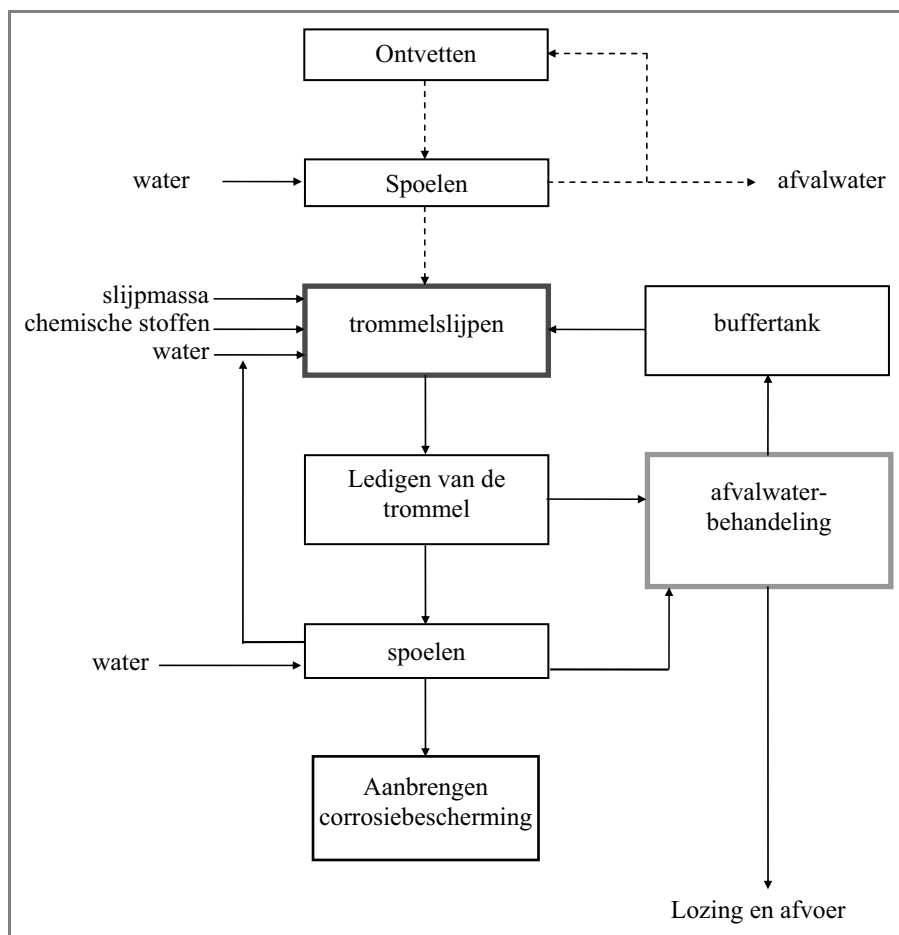 Ontvetten
water
Spoelen
afvalwater
slijpmassa
chemische stoffen
water
trommelslijpen
buffertank
Ledigen van de
trommel
afvalwater-
behandeling
water
spoelen
Aanbrengen
corrosiebescherming
Lozing en afvoer